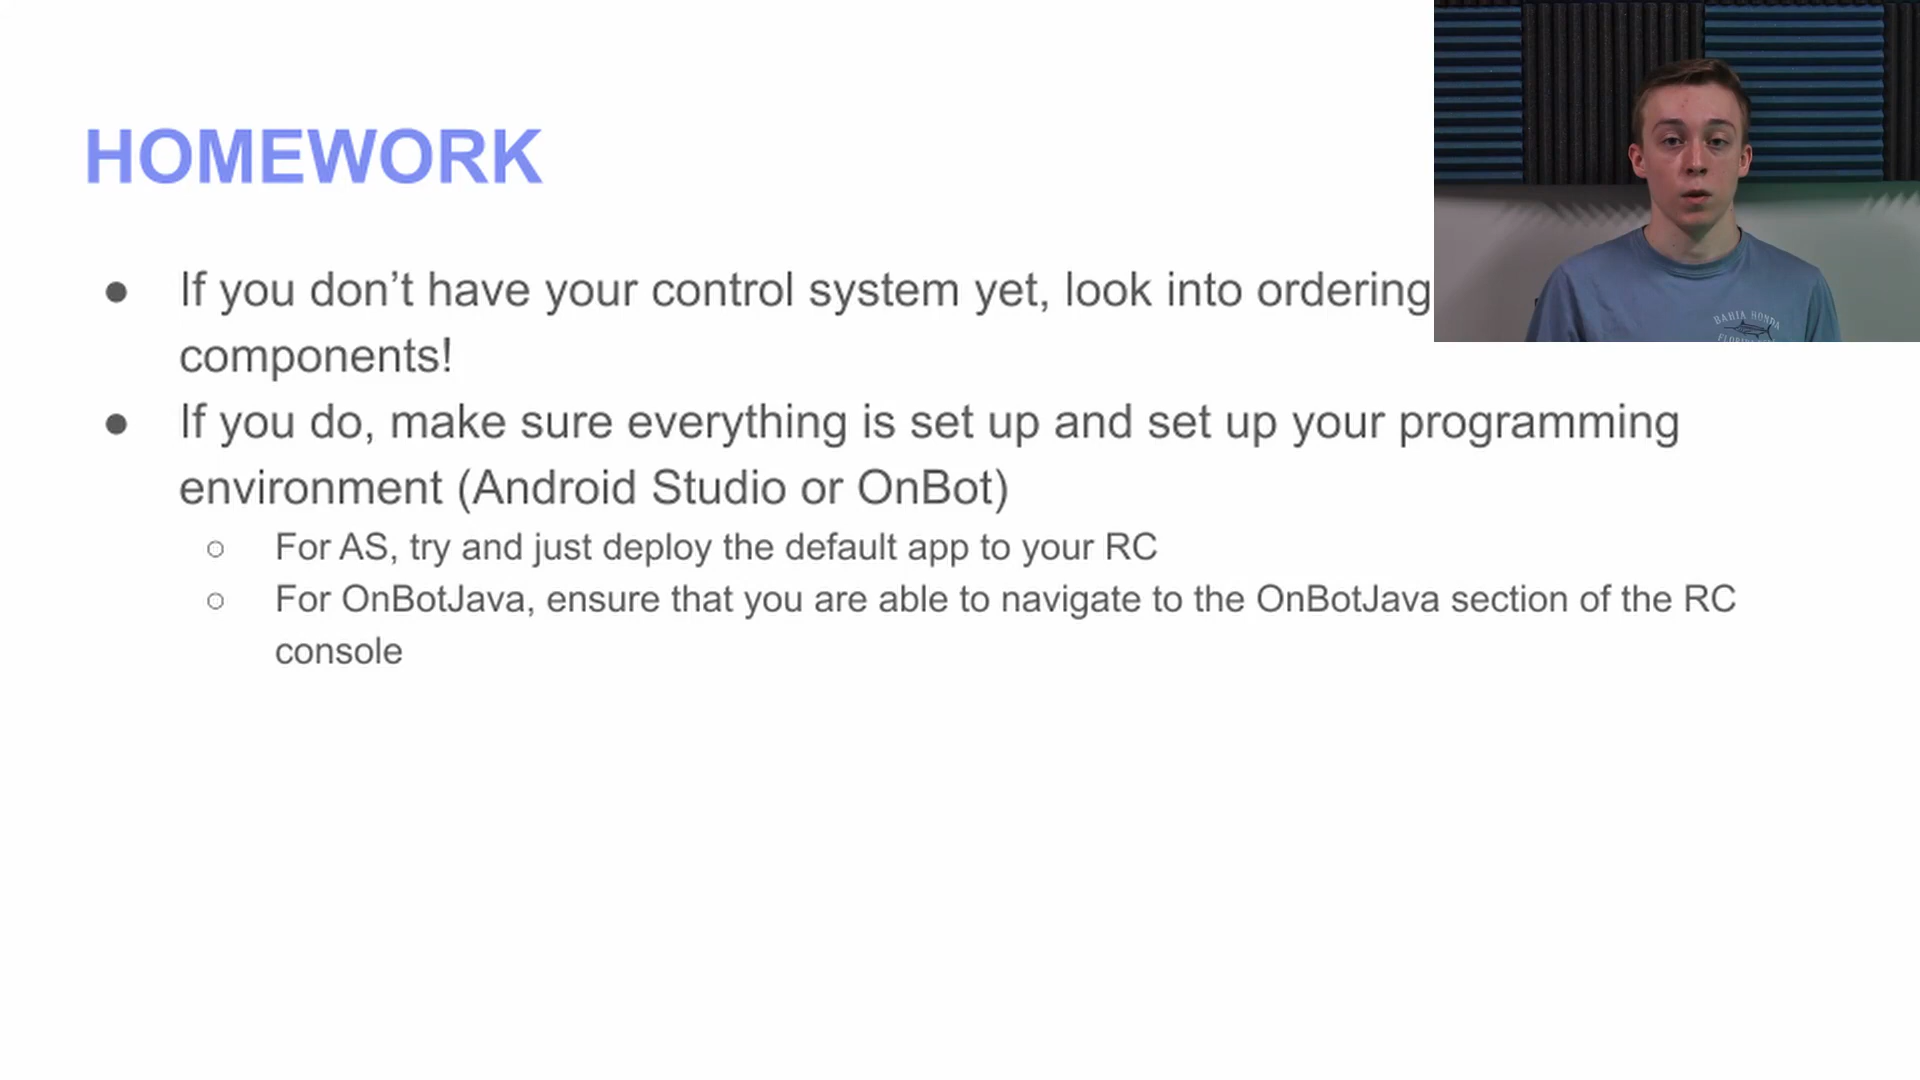 HOMEWORK
● If you don’t have your control system yet, look into ordering
components!
● If you do, make sure everything is set up and set up your programming
environment (Android Studio or OnBot)
○ For AS, try and just deploy the default app to your RC
○ For OnBotJava, ensure that you are able to navigate to the OnBotJava section of the RC
console
BAHIA HONDA